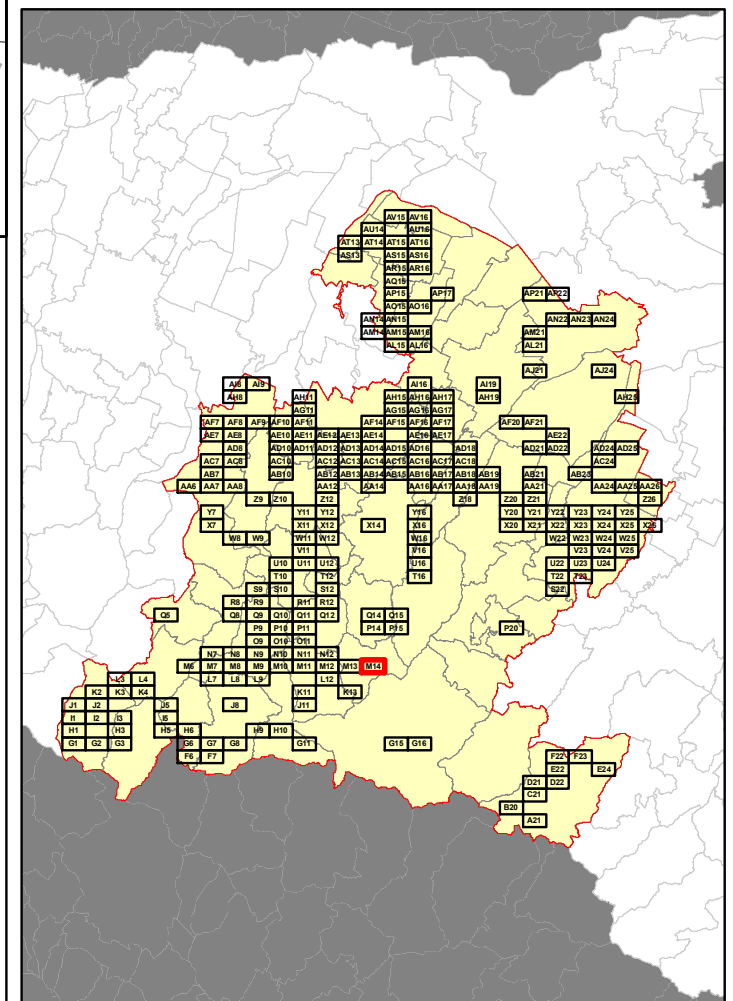 AV15 AV16
AU14 AU16
AT13 AT14 AT15 AT16
AS13 AS15 AS16
AR15 AR16
AQ15
AP15 AP17 AP21 AP22
AO15 AO16
AN14 AN15 AN22 AN23 AN24
AM14 AM15 AM16 AM21
AL15 AL16 AL21
AJ21 AJ24
AI8 AI9 AI16 AI19
AH8 AH11 AH15 AH16 AH17 AH19 AH25
AG11 AG15 AG16 AG17
AF7 AF8 AF9 AF10 AF11 AF14 AF15 AF16 AF17 AF20 AF21
AE7 AE8 AE10 AE11 AE12 AE13 AE14 AE16 AE17 AE22
AD8 AD10 AD11 AD12 AD13 AD14 AD15 AD16 AD18 AD21 AD22 AD24 AD25
AC7 AC8 AC10 AC12 AC13 AC14 AC15 AC16 AC17 AC18 AC24
AB7 AB10 AB12 AB13 AB14 AB15 AB16 AB17 AB18 AB19 AB21 AB23
AA6 AA7 AA8 AA12 AA14 AA16 AA17 AA18 AA19 AA21 AA24 AA25 AA26
Z9 Z10 Z12 Z18 Z20 Z21 Z26
Y7 Y11 Y12 Y16 Y20 Y21 Y22 Y23 Y24 Y25
X7 X11 X12 X14 X16 X20 X21 X22 X23 X24 X25 X26
W8 W9 W11 W12 W16 W22 W23 W24 W25
V11 V16 V23 V24 V25
U10 U11 U12 U16 U22 U23 U24
T10 T12 T16 T22 T23
S9 S10 S12 S22
R8 R9 R11 R12
Q5 Q8 Q9 Q10 Q11 Q12 Q14 Q15
P9 P10 P11 P14 P15 P20
O9 O10 O11
N7 N8 N9 N10 N11 N12
M6 M7 M8 M9 M10 M11 M12 M13 M14
L3 L4 L7 L8 L9 L12
K2 K3 K4 K11 K13
J1 J2 J5 J8 J11
I1 I2 I3 I5
H1 H3 H5 H6 H9 H10
G1 G2 G3 G6 G7 G8 G11 G15 G16
F6 F7 F22 F23
E22 E24
D21 D22
C21
B20
A21